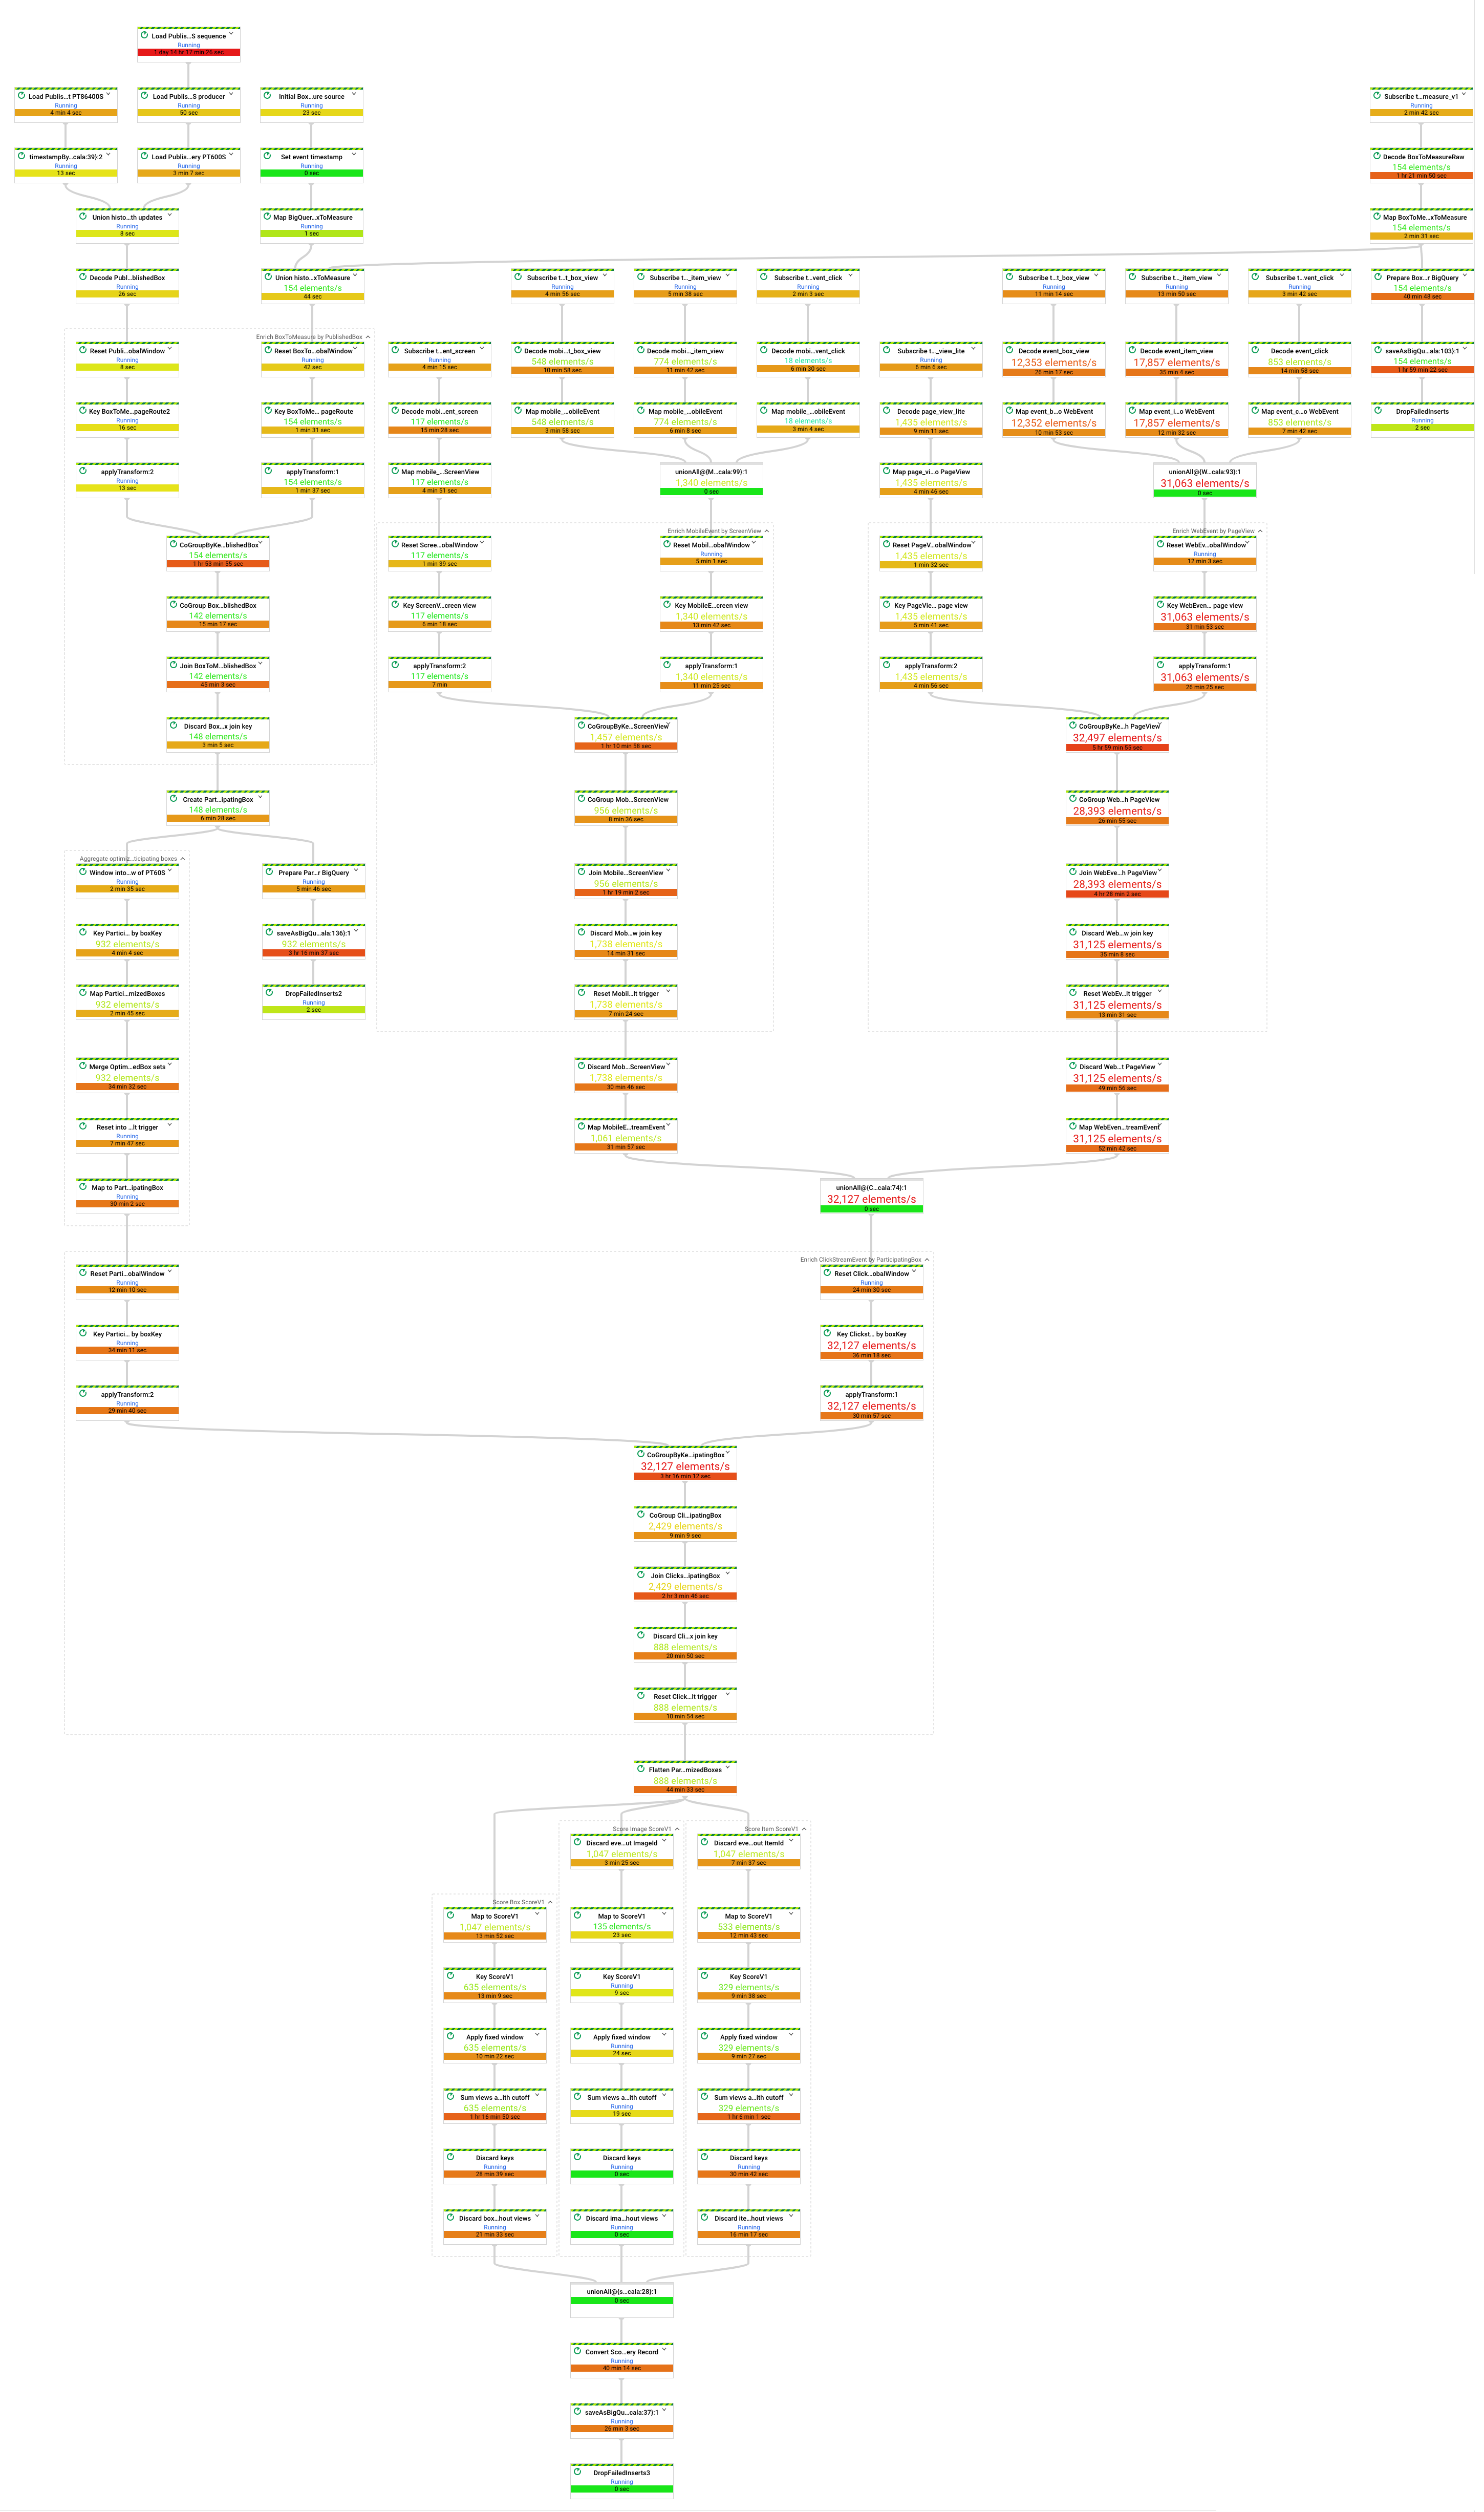 Load Publis...S sequence
Running
1 day 14 hr 17 min 26 sec
Load Publis...t PT86400S
Running
4 min 4 sec
Load Publis...S producer
Running
50 sec
Initial Box...ure source
Running
23 sec
Subscribe t...measure_v1
Running
2 min 42 sec
timestampBy...cala:39}:2
Running
13 sec
Load Publis...ery PT600S
Running
3 min 7 sec
Set event timestamp
Running
0 sec
Decode BoxToMeasureRaw
154 elements/s
1 hr 21 min 50 sec
Union histo...th updates
Running
8 sec
Map BigQuer...xToMeasure
Running
1 sec
Map BoxToMe...xToMeasure
154 elements/s
2 min 31 sec
Decode Publ...blishedBox
Running
26 sec
Union histo...xToMeasure
154 elements/s
44 sec
Subscribe t...t_box_view
Running
4 min 56 sec
Subscribe t..._item_view
Running
5 min 38 sec
Subscribe t...vent_click
Running
2 min 3 sec
Subscribe t...t_box_view
Running
11 min 14 sec
Subscribe t..._item_view
Running
13 min 50 sec
Subscribe t...vent_click
Running
3 min 42 sec
Prepare Box...r BigQuery
154 elements/s
40 min 48 sec
Enrich BoxToMeasure by PublishedBox
Reset Publi...obalWindow
Running
8 sec
Reset BoxTo...obalWindow
Running
42 sec
Subscribe t...ent_screen
Running
4 min 15 sec
Decode mobi...t_box_view
548 elements/s
10 min 58 sec
Decode mobi..._item_view
774 elements/s
11 min 42 sec
Decode mobi...vent_click
18 elements/s
6 min 30 sec
Subscribe t..._view_lite
Running
6 min 6 sec
Decode event_box_view
12,353 elements/s
26 min 17 sec
Decode event_item_view
17,857 elements/s
35 min 4 sec
Decode event_click
853 elements/s
14 min 58 sec
saveAsBigQu...ala:103}:1
154 elements/s
1 hr 59 min 22 sec
Key BoxToMe...pageRoute2
Running
16 sec
Key BoxToMe... pageRoute
154 elements/s
1 min 31 sec
Decode mobi...ent_screen
117 elements/s
15 min 28 sec
Map mobile_...obileEvent
548 elements/s
3 min 58 sec
Map mobile_...obileEvent
774 elements/s
6 min 8 sec
Map mobile_...obileEvent
18 elements/s
3 min 4 sec
Decode page_view_lite
1,435 elements/s
9 min 11 sec
Map event_b...o WebEvent
12,352 elements/s
10 min 53 sec
Map event_i...o WebEvent
17,857 elements/s
12 min 32 sec
Map event_c...o WebEvent
853 elements/s
7 min 42 sec
DropFailedInserts
Running
2 sec
applyTransform:2
Running
13 sec
applyTransform:1
154 elements/s
1 min 37 sec
Map mobile_...ScreenView
117 elements/s
4 min 51 sec
unionAll@{M...cala:99}:1
1,340 elements/s
0 sec
Map page_vi...o PageView
1,435 elements/s
4 min 46 sec
unionAll@{W...cala:93}:1
31,063 elements/s
0 sec
Enrich MobileEvent by ScreenView
Enrich WebEvent by PageView
CoGroupByKe...blishedBox
154 elements/s
1 hr 53 min 55 sec
Reset Scree...obalWindow
117 elements/s
1 min 39 sec
Reset Mobil...obalWindow
Running
5 min 1 sec
Reset PageV...obalWindow
1,435 elements/s
1 min 32 sec
Reset WebEv...obalWindow
Running
12 min 3 sec
CoGroup Box...blishedBox
142 elements/s
15 min 17 sec
Key ScreenV...creen view
117 elements/s
6 min 18 sec
Key MobileE...creen view
1,340 elements/s
13 min 42 sec
Key PageVie... page view
1,435 elements/s
5 min 41 sec
Key WebEven... page view
31,063 elements/s
31 min 53 sec
Join BoxToM...blishedBox
142 elements/s
45 min 3 sec
applyTransform:2
117 elements/s
7 min
applyTransform:1
1,340 elements/s
11 min 25 sec
applyTransform:2
1,435 elements/s
4 min 56 sec
applyTransform:1
31,063 elements/s
26 min 25 sec
Discard Box...x join key
148 elements/s
3 min 5 sec
CoGroupByKe...ScreenView
1,457 elements/s
1 hr 10 min 58 sec
CoGroupByKe...h PageView
32,497 elements/s
5 hr 59 min 55 sec
Create Part...ipatingBox
148 elements/s
6 min 28 sec
CoGroup Mob...ScreenView
956 elements/s
8 min 36 sec
CoGroup Web...h PageView
28,393 elements/s
26 min 55 sec
Aggregate optimiz...ticipating boxes
Window into...w of PT60S
Running
2 min 35 sec
Prepare Par...r BigQuery
Running
5 min 46 sec
Join Mobile...ScreenView
956 elements/s
1 hr 19 min 2 sec
Join WebEve...h PageView
28,393 elements/s
4 hr 28 min 2 sec
Key Partici... by boxKey
932 elements/s
4 min 4 sec
saveAsBigQu...ala:136}:1
932 elements/s
3 hr 16 min 37 sec
Discard Mob...w join key
1,738 elements/s
14 min 31 sec
Discard Web...w join key
31,125 elements/s
35 min 8 sec
Map Partici...mizedBoxes
932 elements/s
2 min 45 sec
DropFailedInserts2
Running
2 sec
Reset Mobil...lt trigger
1,738 elements/s
7 min 24 sec
Reset WebEv...lt trigger
31,125 elements/s
13 min 31 sec
Merge Optim...edBox sets
932 elements/s
34 min 32 sec
Discard Mob...ScreenView
1,738 elements/s
30 min 46 sec
Discard Web...t PageView
31,125 elements/s
49 min 56 sec
Reset into ...lt trigger
Running
7 min 47 sec
Map MobileE...treamEvent
1,061 elements/s
31 min 57 sec
Map WebEven...treamEvent
31,125 elements/s
52 min 42 sec
Map to Part...ipatingBox
Running
30 min 2 sec
unionAll@{C...cala:74}:1
32,127 elements/s
0 sec
Enrich ClickStreamEvent by ParticipatingBox
Reset Parti...obalWindow
Running
12 min 10 sec
Reset Click...obalWindow
Running
24 min 30 sec
Key Partici... by boxKey
Running
34 min 11 sec
Key Clickst... by boxKey
32,127 elements/s
36 min 18 sec
applyTransform:2
Running
29 min 40 sec
applyTransform:1
32,127 elements/s
30 min 57 sec
CoGroupByKe...ipatingBox
32,127 elements/s
3 hr 16 min 12 sec
CoGroup Cli...ipatingBox
2,429 elements/s
9 min 9 sec
Join Clicks...ipatingBox
2,429 elements/s
2 hr 3 min 46 sec
Discard Cli...x join key
888 elements/s
20 min 50 sec
Reset Click...lt trigger
888 elements/s
10 min 54 sec
Flatten Par...mizedBoxes
888 elements/s
44 min 33 sec
Score Image ScoreV1
Score Item ScoreV1
Discard eve...ut ImageId
1,047 elements/s
3 min 25 sec
Discard eve...out ItemId
1,047 elements/s
7 min 37 sec
Score Box ScoreV1
Map to ScoreV1
1,047 elements/s
13 min 52 sec
Map to ScoreV1
135 elements/s
23 sec
Map to ScoreV1
533 elements/s
12 min 43 sec
Key ScoreV1
635 elements/s
13 min 9 sec
Key ScoreV1
Running
9 sec
Key ScoreV1
329 elements/s
9 min 38 sec
Apply fixed window
635 elements/s
10 min 22 sec
Apply fixed window
Running
24 sec
Apply fixed window
329 elements/s
9 min 27 sec
Sum views a...ith cutoff
635 elements/s
1 hr 16 min 50 sec
Sum views a...ith cutoff
Running
19 sec
Sum views a...ith cutoff
329 elements/s
1 hr 6 min 1 sec
Discard keys
Running
28 min 39 sec
Discard keys
Running
0 sec
Discard keys
Running
30 min 42 sec
Discard box...hout views
Running
21 min 33 sec
Discard ima...hout views
Running
0 sec
Discard ite...hout views
Running
16 min 17 sec
unionAll@{s...cala:28}:1
0 sec
Convert Sco...ery Record
Running
40 min 14 sec
saveAsBigQu...cala:37}:1
Running
26 min 3 sec
DropFailedInserts3
Running
0 sec